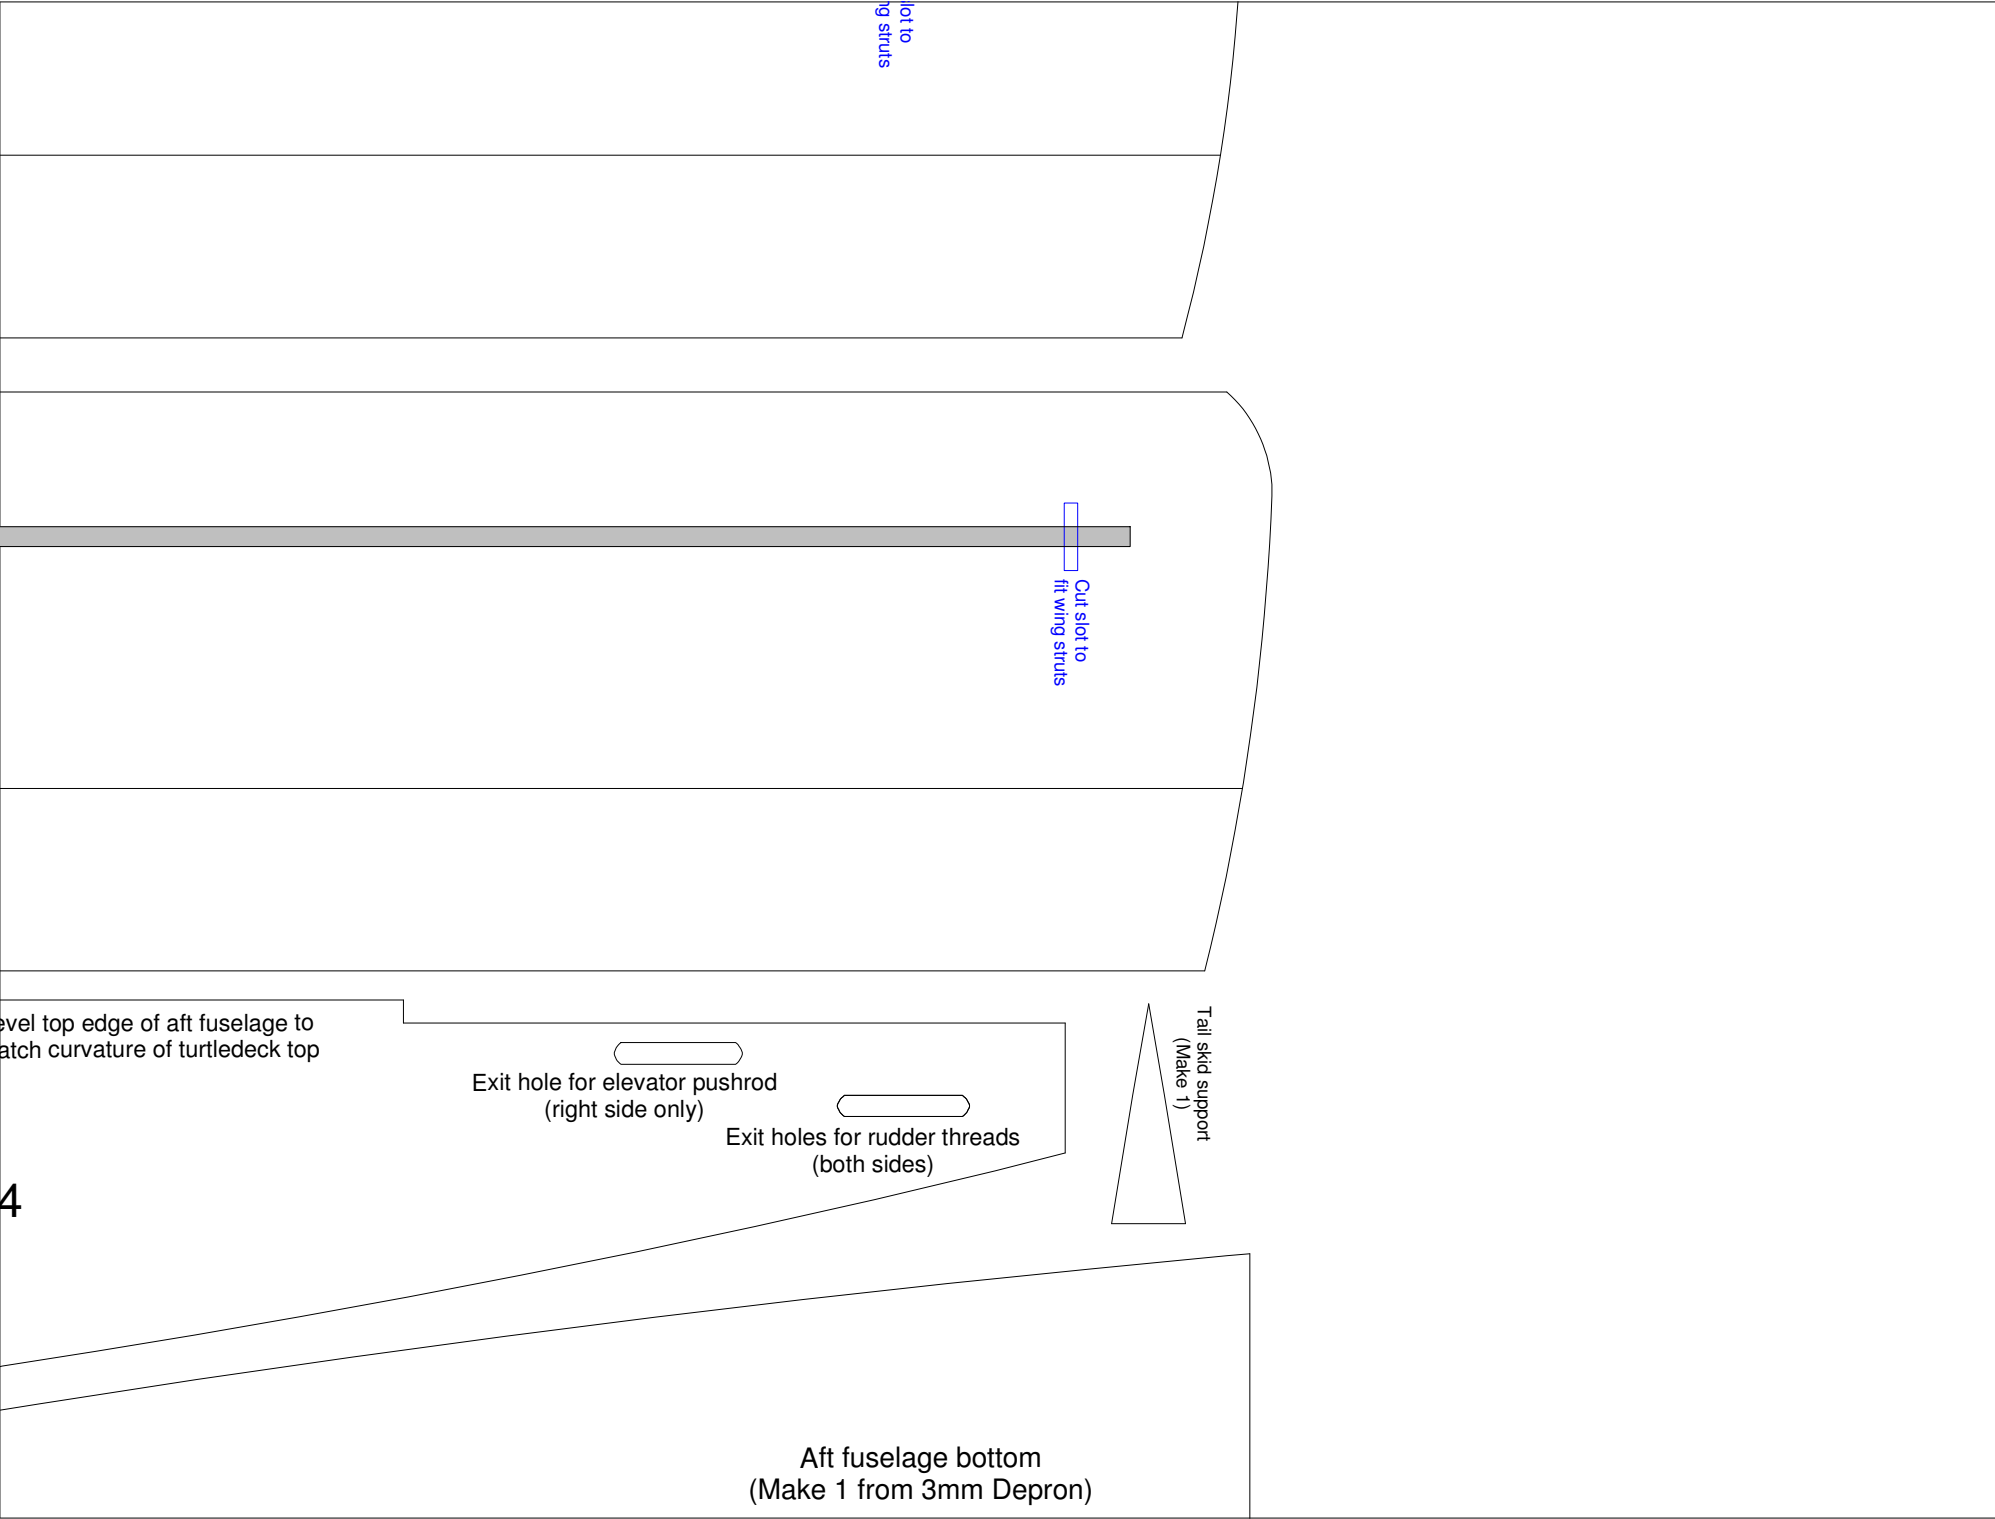 lot to
ng struts
Cut slot to
fit wing struts
evel top edge of aft fuselage to
atch curvature of turtledeck top
Exit hole for elevator pushrod
(right side only)
Exit holes for rudder threads
(both sides)
Tail skid support
(Make 1)
4
Aft fuselage bottom
(Make 1 from 3mm Depron)